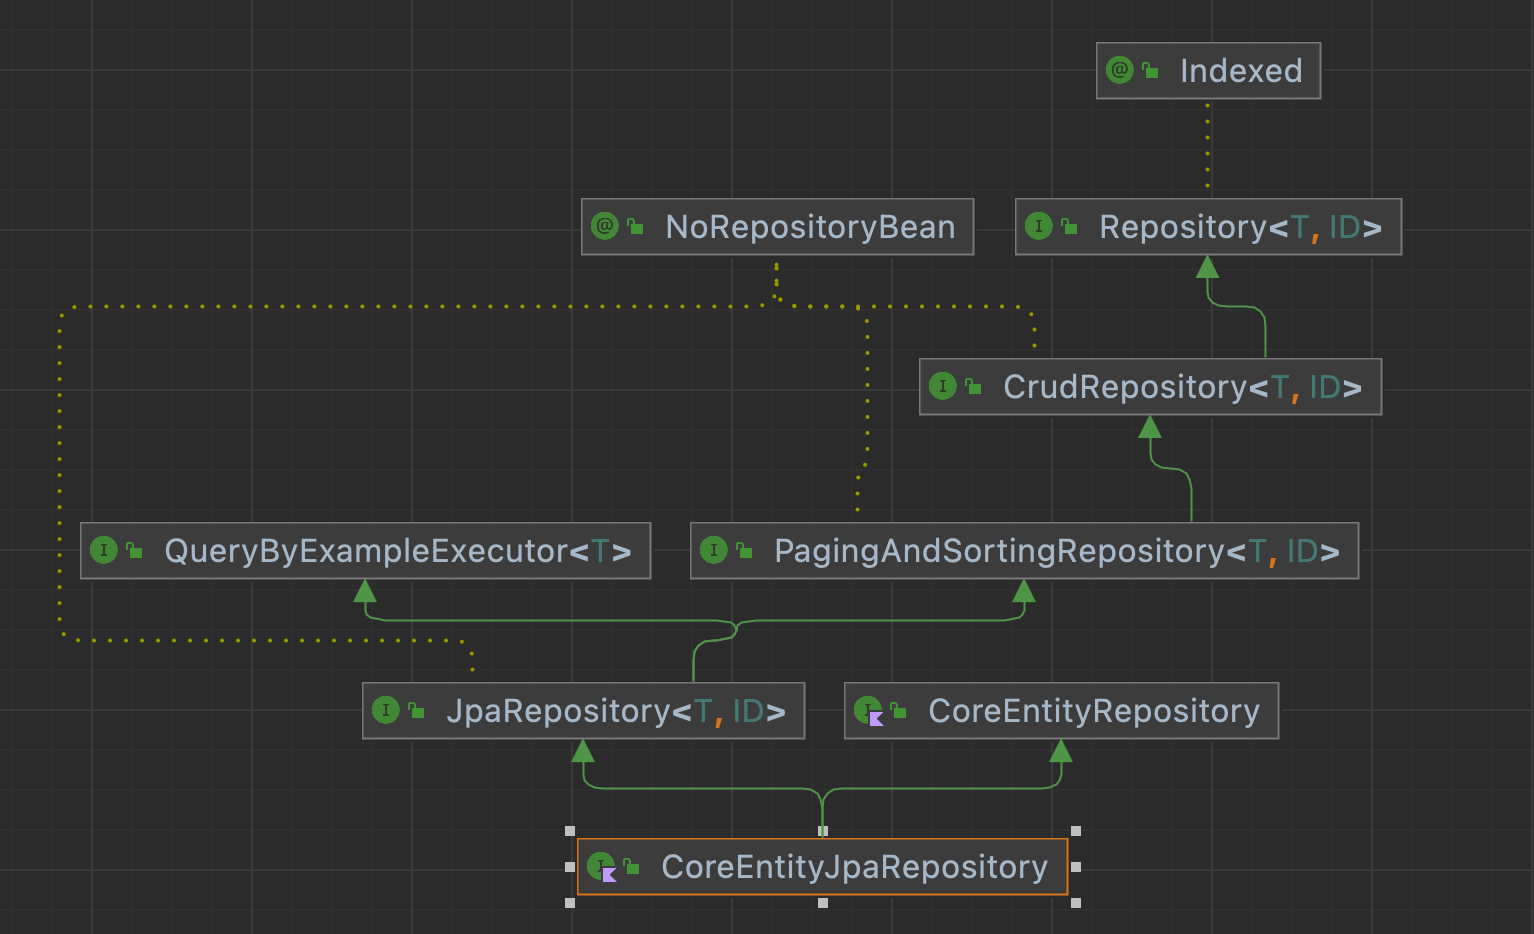 @ Indexed
@ NoRepositoryBean
I Repository<T, ID>
I CrudRepository<T, ID>
I QueryByExampleExecutor<T>
I PagingAndSortingRepository<T, ID>
I JpaRepository<T, ID>
I CoreEntityRepository
I CoreEntityJpaRepository